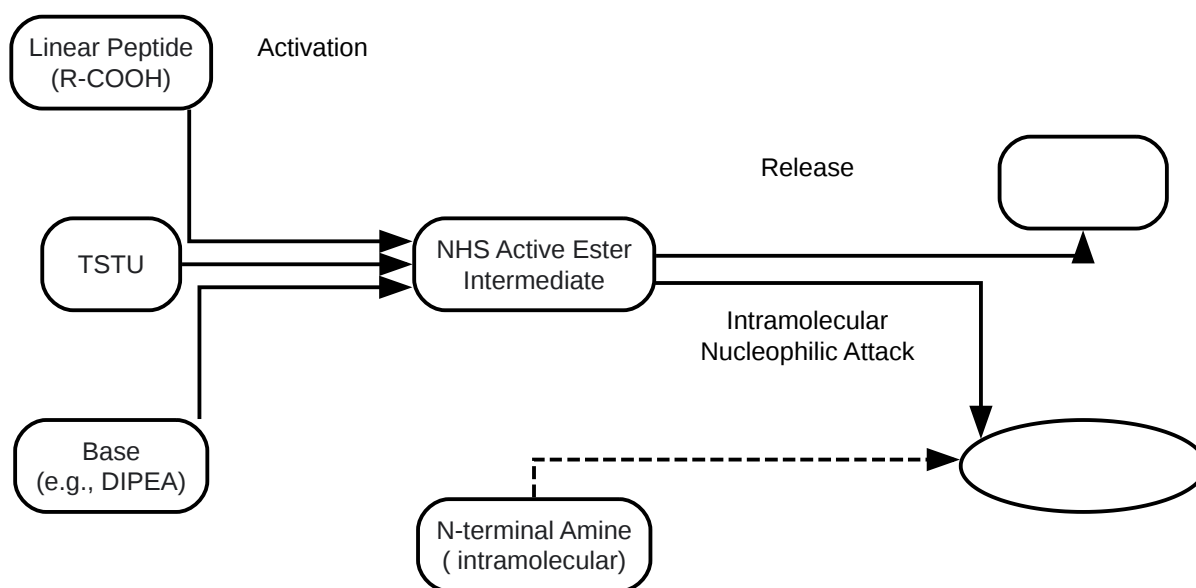 Linear Peptide
(R-COOH)
Activation
Release
TSTU
NHS Active Ester
Intermediate
Intramolecular
Nucleophilic Attack
Base
(e.g., DIPEA)
N-terminal Amine
( intramolecular)